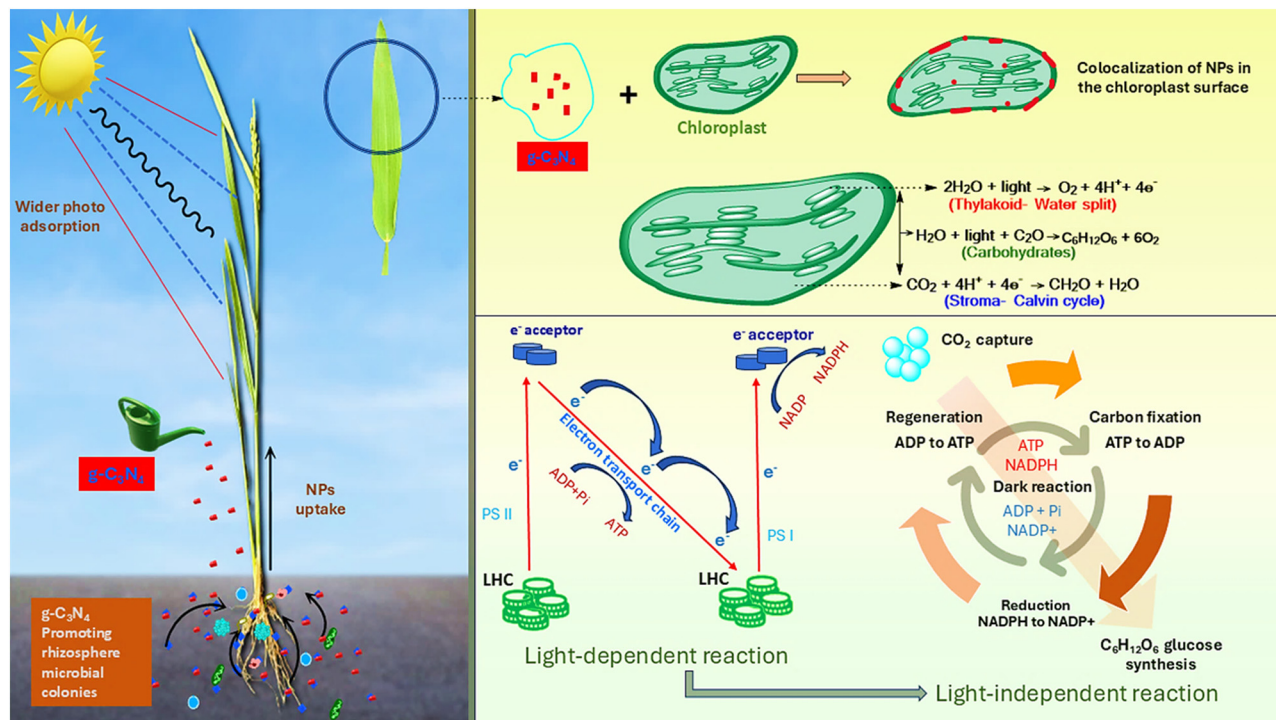 Wider photo
adsorption
g-C₃N₄
NPs
uptake
g-C₃N₄
Promoting
rhizosphere
microbial
colonies
g-C₃N₄
+
Chloroplast
Colocalization of NPs in
the chloroplast surface
2H₂O + light → O₂ + 4H⁺ + 4e⁻
(Thylakoid- Water split)
H₂O + light + C₂O → C₆H₁₂O₆ + 6O₂
(Carbohydrates)
CO₂ + 4H⁺ + 4e⁻ → CH₂O + H₂O
(Stroma- Calvin cycle)
e⁻ acceptor
e⁻
PS II
LHC
e⁻
Electron transport chain
e⁻
e⁻
ADP+Pi
ATP
e⁻ acceptor
NADP
NADPH
e⁻
PS I
LHC
Light-dependent reaction
CO₂ capture
Regeneration
ADP to ATP
Carbon fixation
ATP to ADP
ATP
NADPH
Dark reaction
ADP + Pi
NADP+
Reduction
NADPH to NADP+
C₆H₁₂O₆ glucose
synthesis
Light-independent reaction